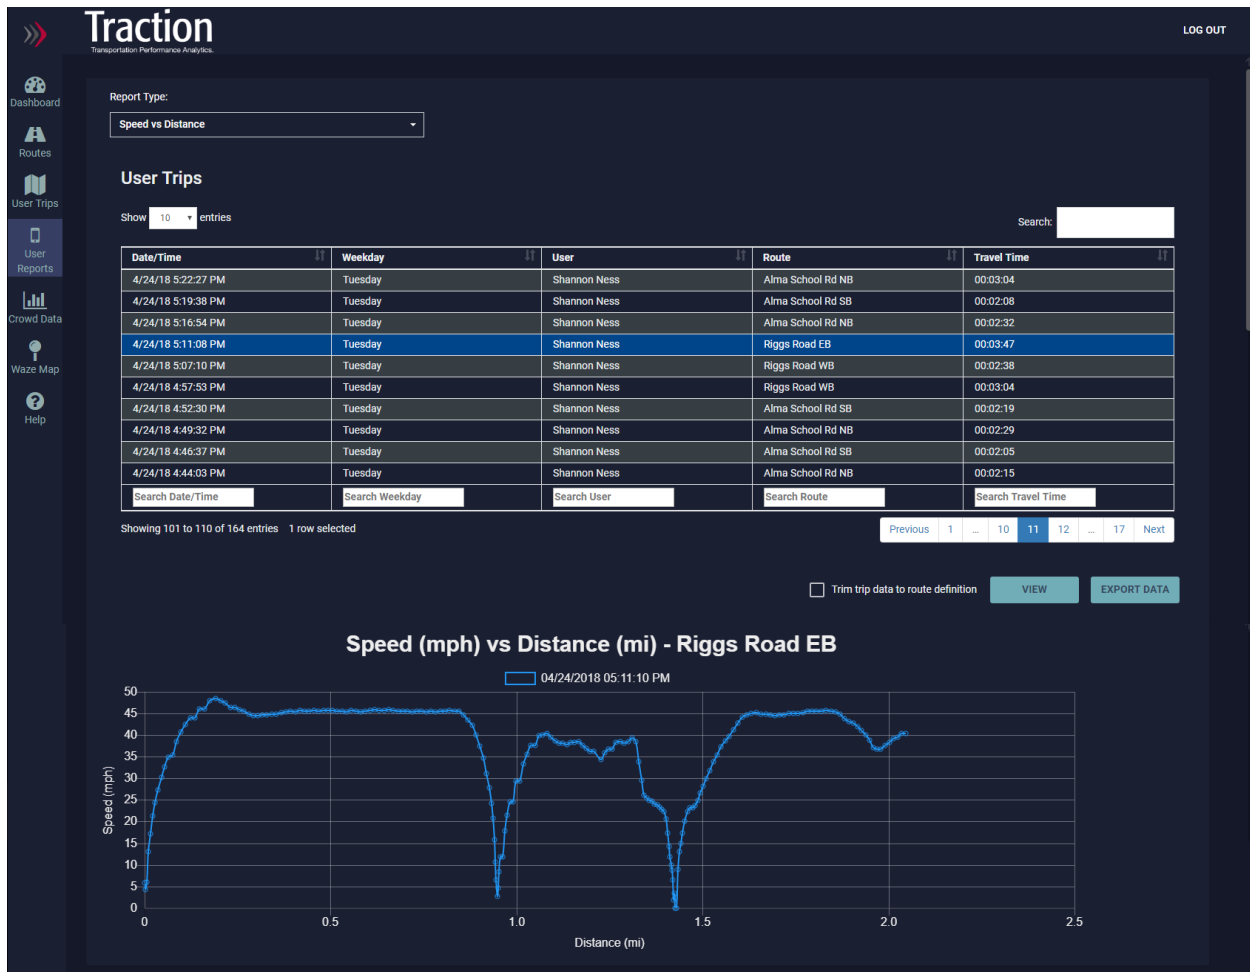 Traction
Transportation Performance Analytics.
LOG OUT
Dashboard
Routes
User Trips
User
Reports
Crowd Data
Waze Map
Help
Report Type:
Speed vs Distance
User Trips
Show 10 entries
Search:
Date/Time Weekday User Route Travel Time
4/24/18 5:22:27 PM Tuesday Shannon Ness Alma School Rd NB 00:03:04
4/24/18 5:19:38 PM Tuesday Shannon Ness Alma School Rd SB 00:02:08
4/24/18 5:16:54 PM Tuesday Shannon Ness Alma School Rd NB 00:02:32
4/24/18 5:11:08 PM Tuesday Shannon Ness Riggs Road EB 00:03:47
4/24/18 5:07:10 PM Tuesday Shannon Ness Riggs Road WB 00:02:38
4/24/18 4:57:53 PM Tuesday Shannon Ness Riggs Road WB 00:03:04
4/24/18 4:52:30 PM Tuesday Shannon Ness Alma School Rd SB 00:02:19
4/24/18 4:49:32 PM Tuesday Shannon Ness Alma School Rd NB 00:02:29
4/24/18 4:46:37 PM Tuesday Shannon Ness Alma School Rd SB 00:02:05
4/24/18 4:44:03 PM Tuesday Shannon Ness Alma School Rd NB 00:02:15
Search Date/Time Search Weekday Search User Search Route Search Travel Time
Showing 101 to 110 of 164 entries 1 row selected
Previous 1 ... 10 11 12 ... 17 Next
Trim trip data to route definition VIEW EXPORT DATA
Speed (mph) vs Distance (mi) - Riggs Road EB
04/24/2018 05:11:10 PM
Speed (mph)
50
45
40
35
30
25
20
15
10
5
0
0 0.5 1.0 1.5 2.0 2.5
Distance (mi)